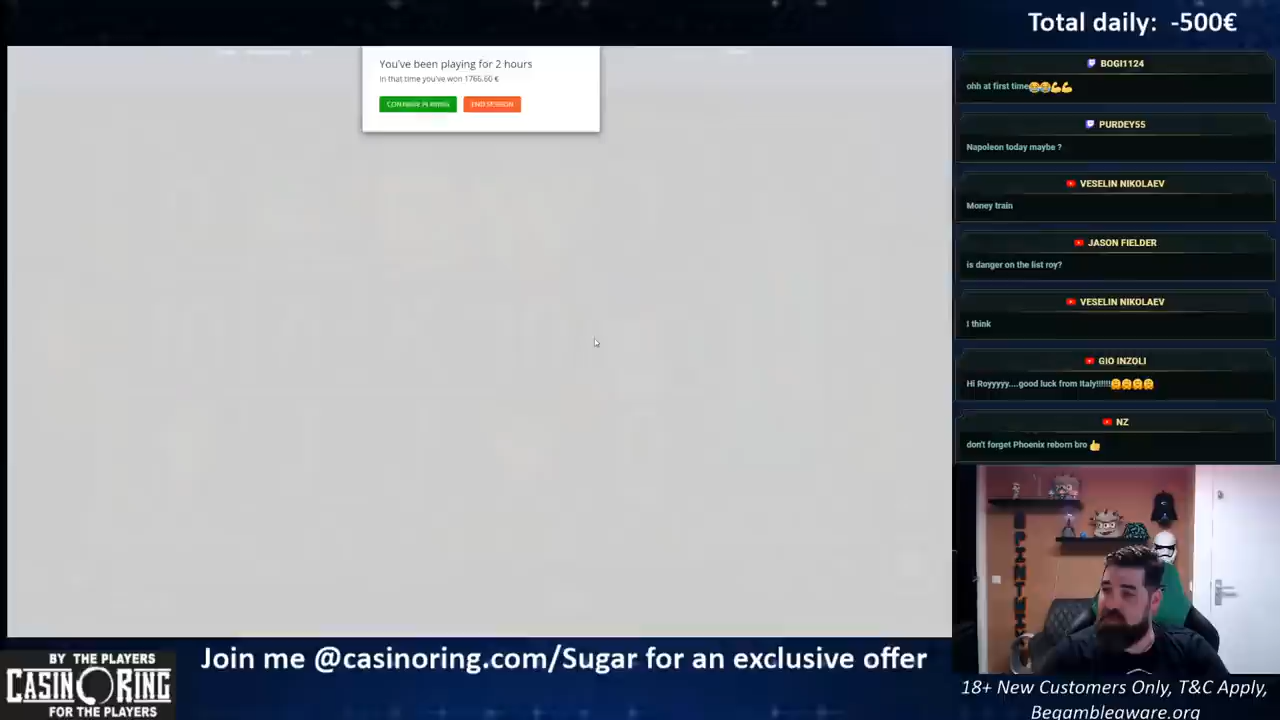 Total daily: -500€
You've been playing for 2 hours
In that time you've won 1766.60 €
CONTINUE PLAYING
END SESSION
BOGI1124
ohh at first time😂😂💪💪
PURDEY55
Napoleon today maybe ?
VESELIN NIKOLAEV
Money train
JASON FIELDER
is danger on the list roy?
VESELIN NIKOLAEV
I think
GIO INZOLI
Hi Royyyyy....good luck from Italy!!!!!!
NZ
don't forget Phoenix reborn bro 👍
BY THE PLAYERS
CASINORING
FOR THE PLAYERS
Join me @casinoring.com/Sugar for an exclusive offer
18+ New Customers Only, T&C Apply,
Begambleaware.org